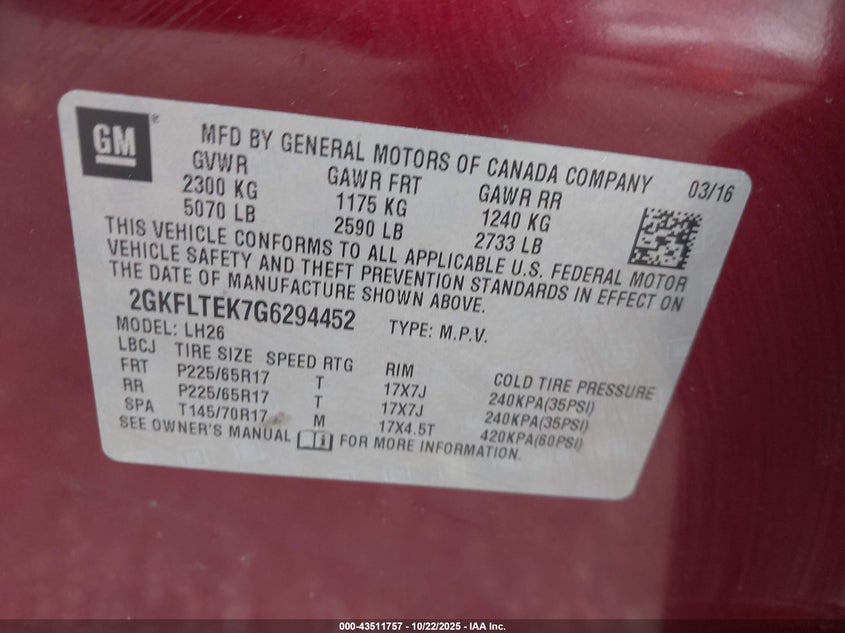 GM ®
MFD BY GENERAL MOTORS OF CANADA COMPANY 03/16
GVWR GAWR FRT GAWR RR
2300 KG 1175 KG 1240 KG
5070 LB 2590 LB 2733 LB
THIS VEHICLE CONFORMS TO ALL APPLICABLE U.S. FEDERAL MOTOR
VEHICLE SAFETY AND THEFT PREVENTION STANDARDS IN EFFECT ON
THE DATE OF MANUFACTURE SHOWN ABOVE.
2GKFLTEK7G6294452 TYPE: M.P.V.
MODEL: LH26
LBCJ TIRE SIZE SPEED RTG RIM COLD TIRE PRESSURE
FRT P225/65R17 T 17X7J 240KPA(35PSI)
RR P225/65R17 T 17X7J 240KPA(35PSI)
SPA T145/70R17 M 17X4.5T 420KPA(60PSI)
SEE OWNER'S MANUAL FOR MORE INFORMATION.
000-43511757 - 10/22/2025 - IAA Inc.